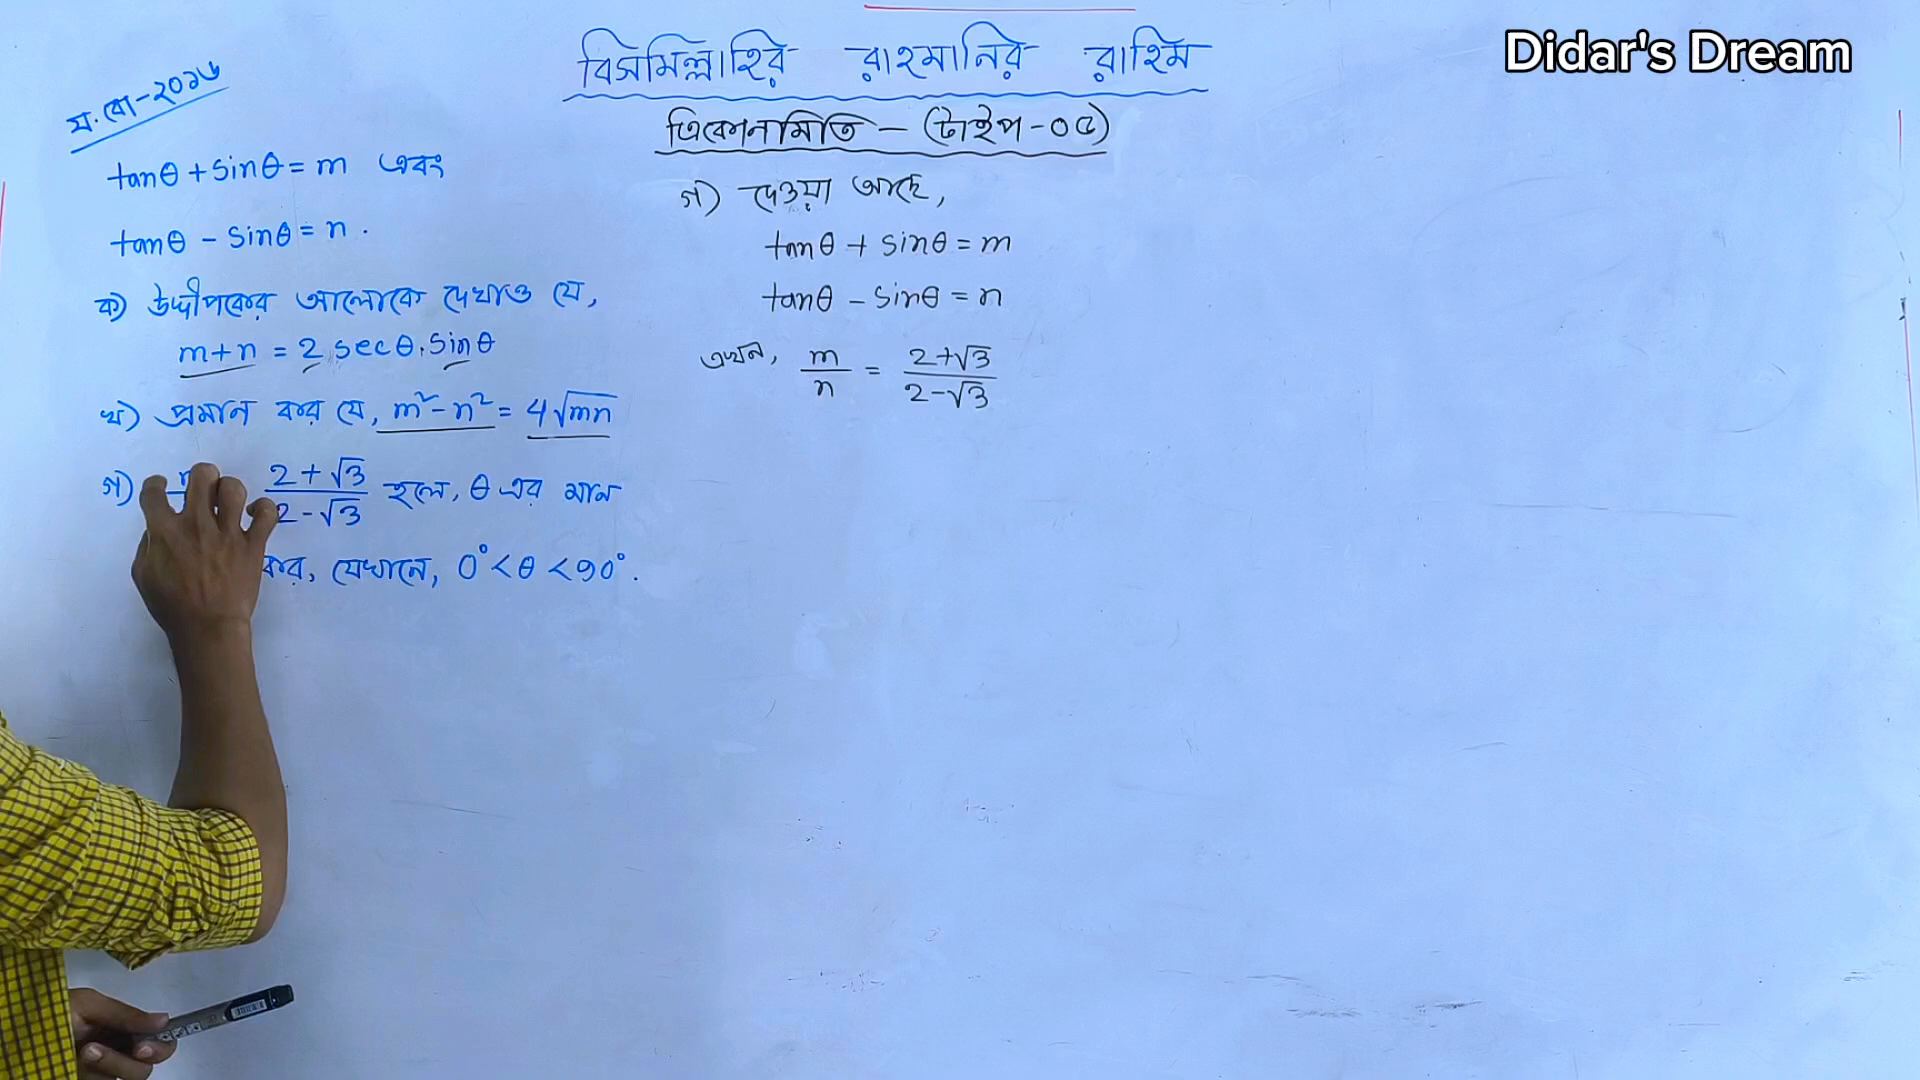 Didar's Dream
বিসমিল্লাহির রাহমানির রাহিম
ত্রিকোনমিতি – (টাইপ-০৫)
য. বো-২০১৬
tanθ + sinθ = m এবং
tanθ - sinθ = n .
ক) উদ্দীপকের আলোকে দেখাও যে,
m+n = 2 secθ. sinθ
খ) প্রমান কর যে, m² - n² = 4√mn
গ) 2 + √3 / 2 - √3 হলে, θ এর মান
কর, যেখানে, 0° < θ < 90°.
গ) দেওয়া আছে,
tanθ + sinθ = m
tanθ - sinθ = n
এখন, m/n = 2+√3 / 2-√3